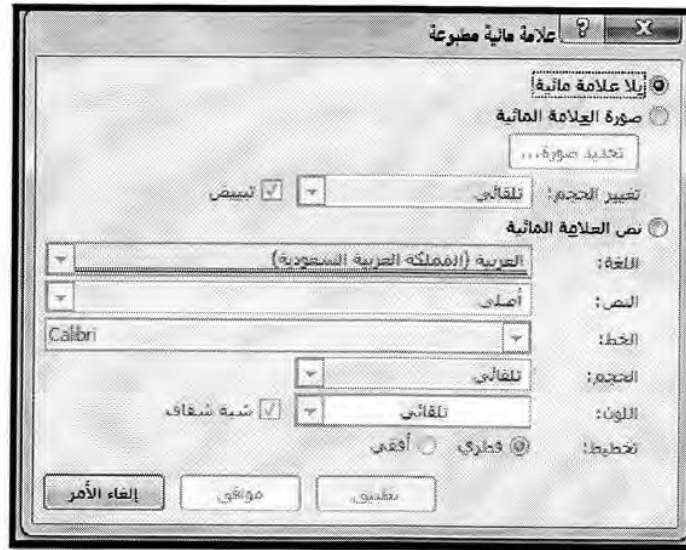 علامة مائية مطبوعة
بلا علامة مائية
صورة العلامة المائية
تحديد صورة...
تغيير الحجم: تلقائي تبييض
نص العلامة المائية
اللغة: العربية (المملكة العربية السعودية)
النص: أصلي
الخط: Calibri
الحجم: تلقائي
اللون: تلقائي شبه شفاف
تخطيط: قطري أفقي
تطبيق موافق إلغاء الأمر